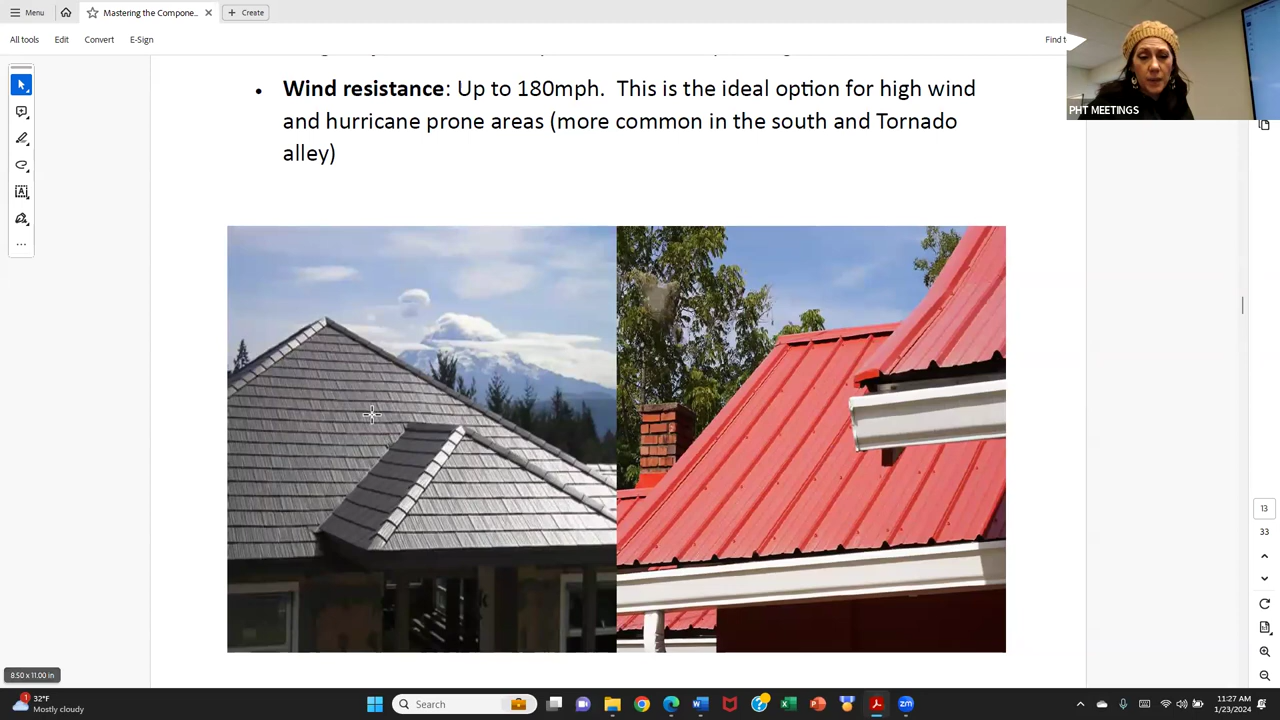 Menu
Mastering the Compone...
Create
All tools
Edit
Convert
E-Sign
Find t
PHT MEETINGS
• Wind resistance: Up to 180mph. This is the ideal option for high wind
and hurricane prone areas (more common in the south and Tornado
alley)
13
33
8.50 x 11.00 in
1
32°F
Mostly cloudy
Search
11:27 AM
1/23/2024